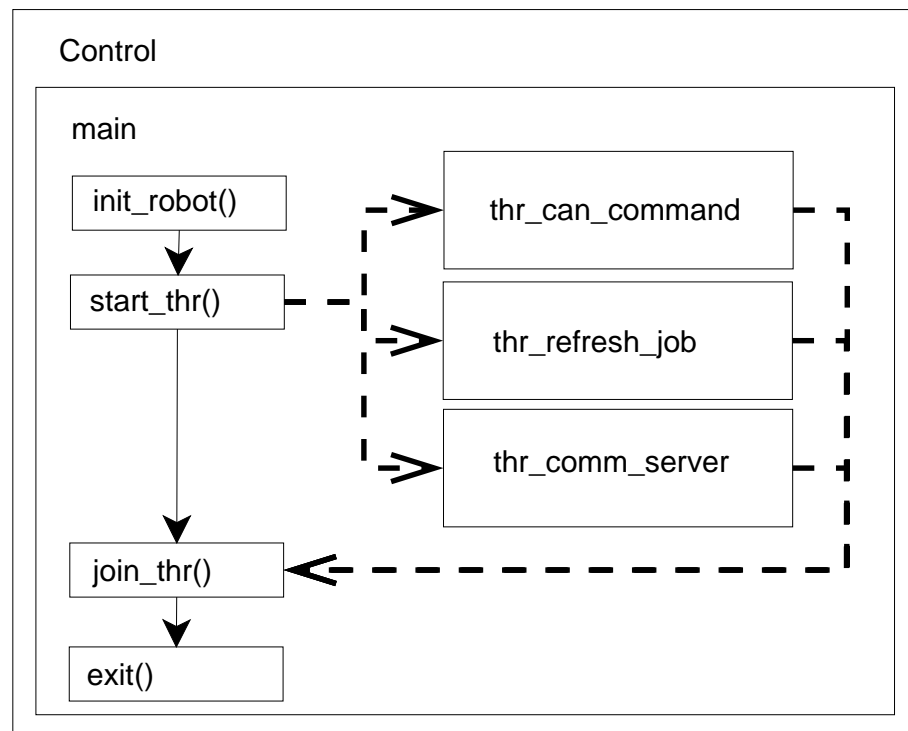 Control
main
init_robot()
start_thr()
join_thr()
exit()
thr_can_command
thr_refresh_job
thr_comm_server